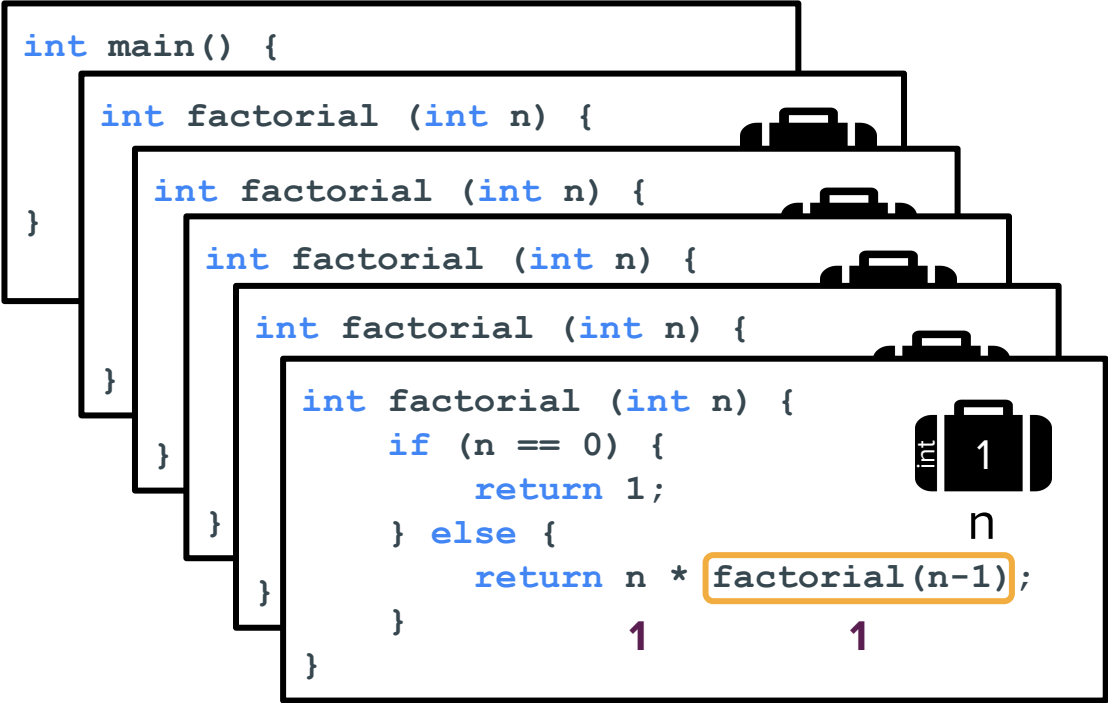 int main() {
int factorial (int n) {
int factorial (int n) {
}
int factorial (int n) {
int factorial (int n) {
}
int factorial (int n) {
if (n == 0) {
int 1
}
return 1;
}
n
} else {
return n * factorial(n-1);
}
}
1 1
}